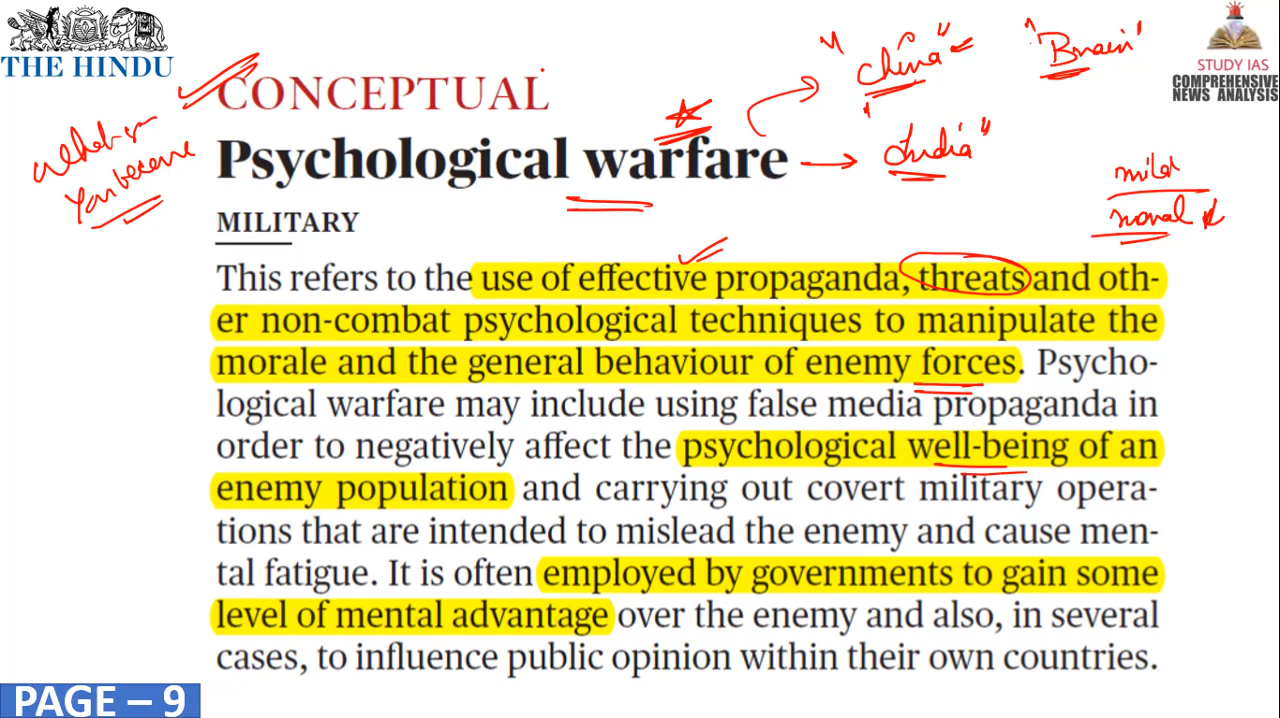 THE HINDU
STUDY IAS
COMPREHENSIVE
NEWS ANALYSIS
"China"
"Brain"
CONCEPTUAL
Psychological warfare
"India"
MILITARY
This refers to the use of effective propaganda, threats and oth-
er non-combat psychological techniques to manipulate the
morale and the general behaviour of enemy forces. Psycho-
logical warfare may include using false media propaganda in
order to negatively affect the psychological well-being of an
enemy population and carrying out covert military opera-
tions that are intended to mislead the enemy and cause men-
tal fatigue. It is often employed by governments to gain some
level of mental advantage over the enemy and also, in several
cases, to influence public opinion within their own countries.
PAGE – 9